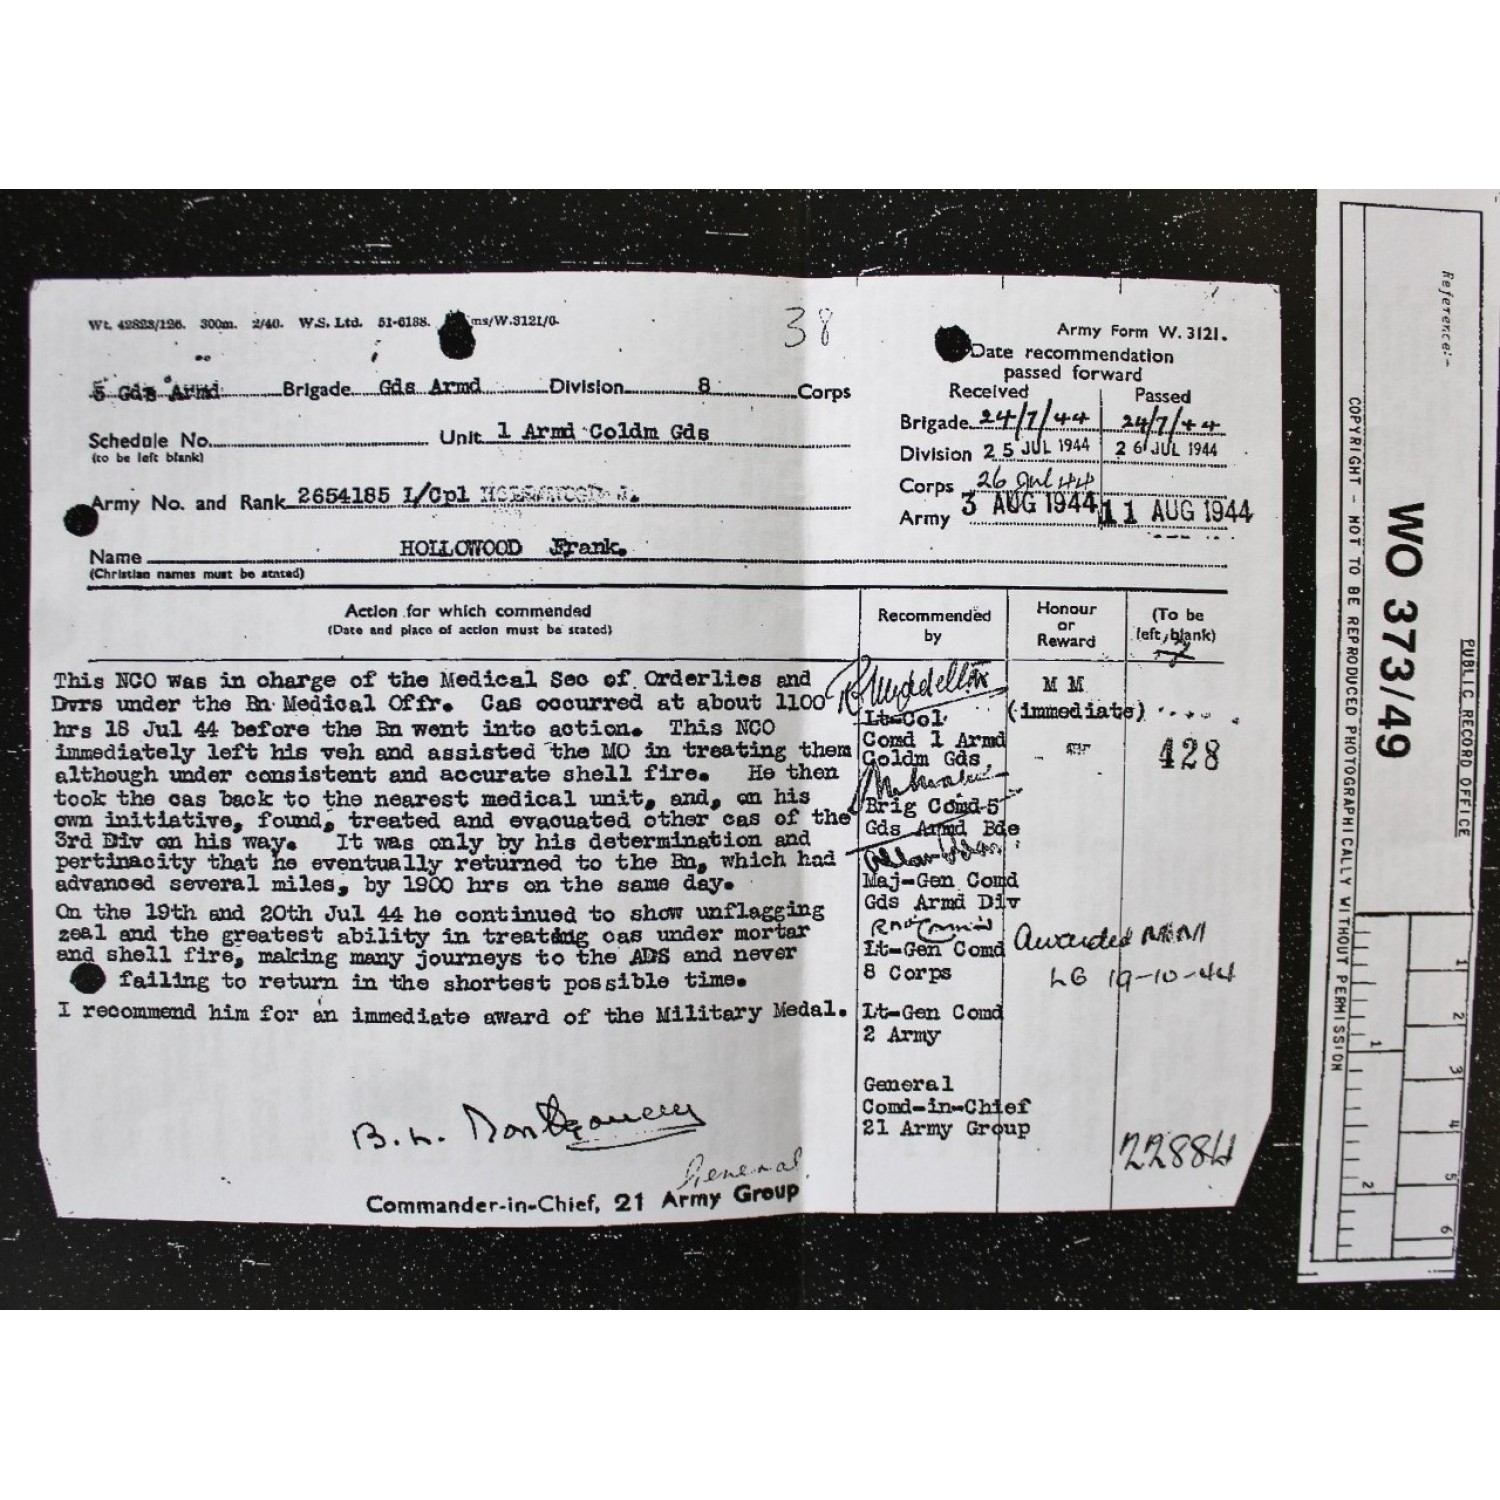 Wt. 42828/126. 300m. 2/40. W.S. Ltd. 51-6188. ms/W.3121/6.
38
Army Form W. 3121.
Date recommendation
passed forward
Received Passed
5 Gds Armd Brigade Gds Armd Division 8 Corps
Brigade 24/7/44 24/7/44
Schedule No. Unit 1 Armd Coldm Gds
(to be left blank)
Division 25 JUL 1944 26 JUL 1944
Corps 26 Jul 44
Army No. and Rank 2654185 L/Cpl
Army 3 AUG 1944 11 AUG 1944
Name HOLLOWOOD Frank.
(Christian names must be stated)
Action for which commended
(Date and place of action must be stated)
Recommended
by
Honour
or
Reward
(To be
left blank)
This NCO was in charge of the Medical Sec of Orderlies and
Dvrs under the Bn Medical Offr. Cas occurred at about 1100
hrs 18 Jul 44 before the Bn went into action. This NCO
immediately left his veh and assisted the MO in treating them
although under consistent and accurate shell fire. He then
took the cas back to the nearest medical unit, and, on his
own initiative, found, treated and evacuated other cas of the
3rd Div on his way. It was only by his determination and
pertinacity that he eventually returned to the Bn, which had
advanced several miles, by 1900 hrs on the same day.
On the 19th and 20th Jul 44 he continued to show unflagging
zeal and the greatest ability in treating cas under mortar
and shell fire, making many journeys to the ADS and never
failing to return in the shortest possible time.
I recommend him for an immediate award of the Military Medal.
Lt-Col
Comd 1 Armd
Coldm Gds.
Brig Comd 5
Gds Armd Bde
Maj-Gen Comd
Gds Armd Div
Lt-Gen Comd
8 Corps
Lt-Gen Comd
2 Army
General
Comd-in-Chief
21 Army Group
M M
(immediate)
428
Awarded MM
LG 19-10-44
22884
B. L. Montgomery
General
Commander-in-Chief, 21 Army Group
Reference:-
WO 373/49
PUBLIC RECORD OFFICE
COPYRIGHT - NOT TO BE REPRODUCED PHOTOGRAPHICALLY WITHOUT PERMISSION
1
2
3
4
5
6
1
2